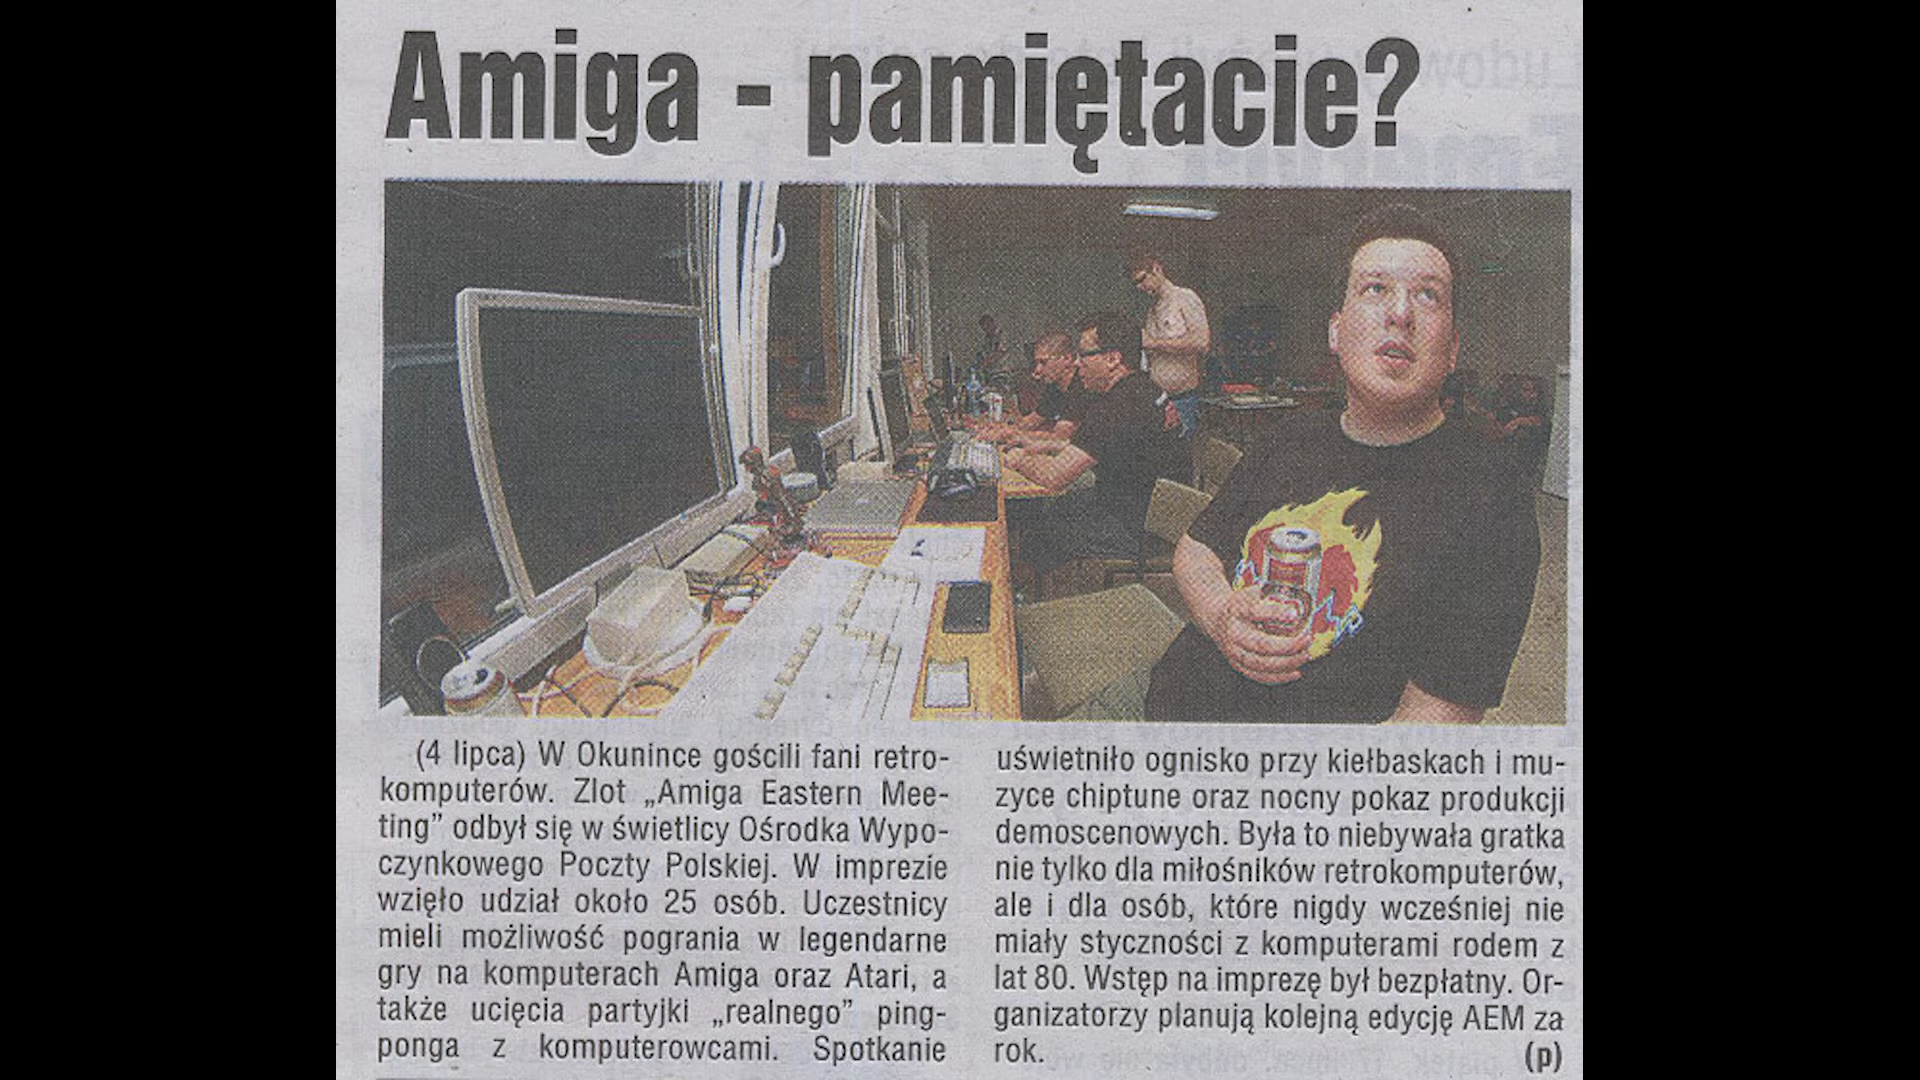 Amiga - pamiętacie?
(4 lipca) W Okunince gościli fani retro-
komputerów. Zlot „Amiga Eastern Mee-
ting” odbył się w świetlicy Ośrodka Wypo-
czynkowego Poczty Polskiej. W imprezie
wzięło udział około 25 osób. Uczestnicy
mieli możliwość pogrania w legendarne
gry na komputerach Amiga oraz Atari, a
także ucięcia partyjki „realnego” ping-
ponga z komputerowcami. Spotkanie
uświetniło ognisko przy kiełbaskach i mu-
zyce chiptune oraz nocny pokaz produkcji
demoscenowych. Była to niebywała gratka
nie tylko dla miłośników retrokomputerów,
ale i dla osób, które nigdy wcześniej nie
miały styczności z komputerami rodem z
lat 80. Wstęp na imprezę był bezpłatny. Or-
ganizatorzy planują kolejną edycję AEM za
rok. (p)